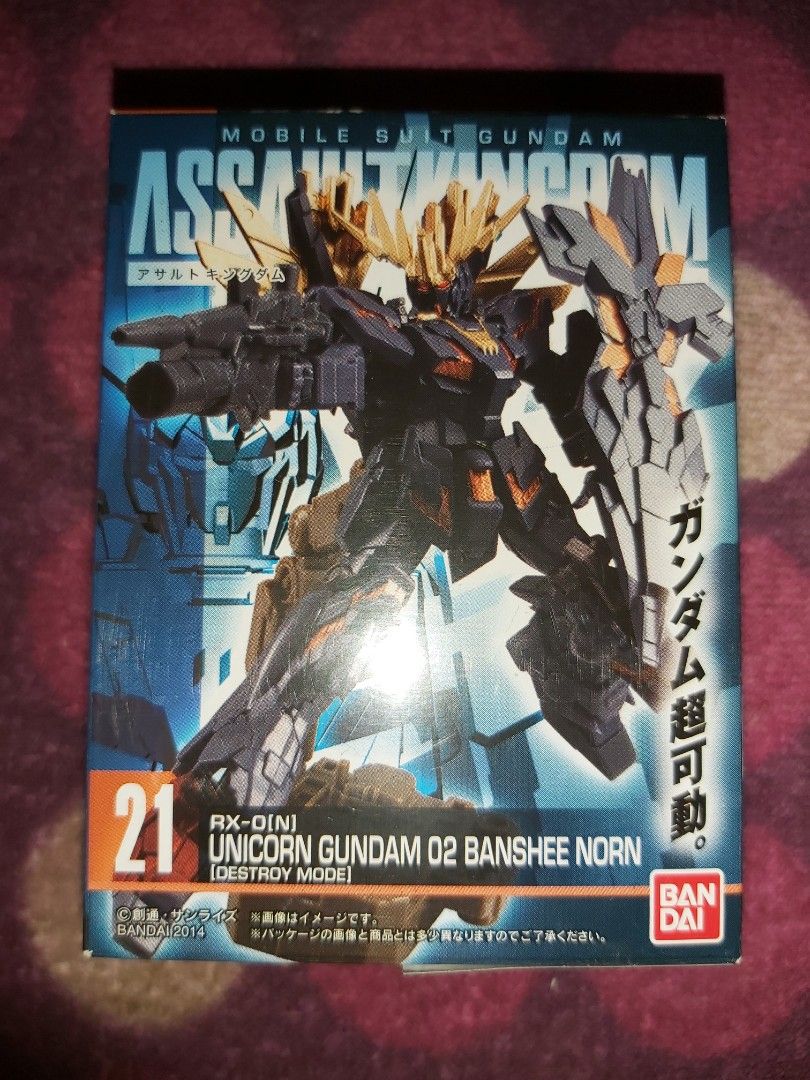 MOBILE SUIT GUNDAM
ASSAULT KINGDOM
アサルト キングダム
ガンダム超可動。
21
RX-0[N]
UNICORN GUNDAM 02 BANSHEE NORN
[DESTROY MODE]
©創通・サンライズ
BANDAI 2014
※画像はイメージです。
※パッケージの画像と商品とは多少異なりますのでご了承ください。
BAN
DAI